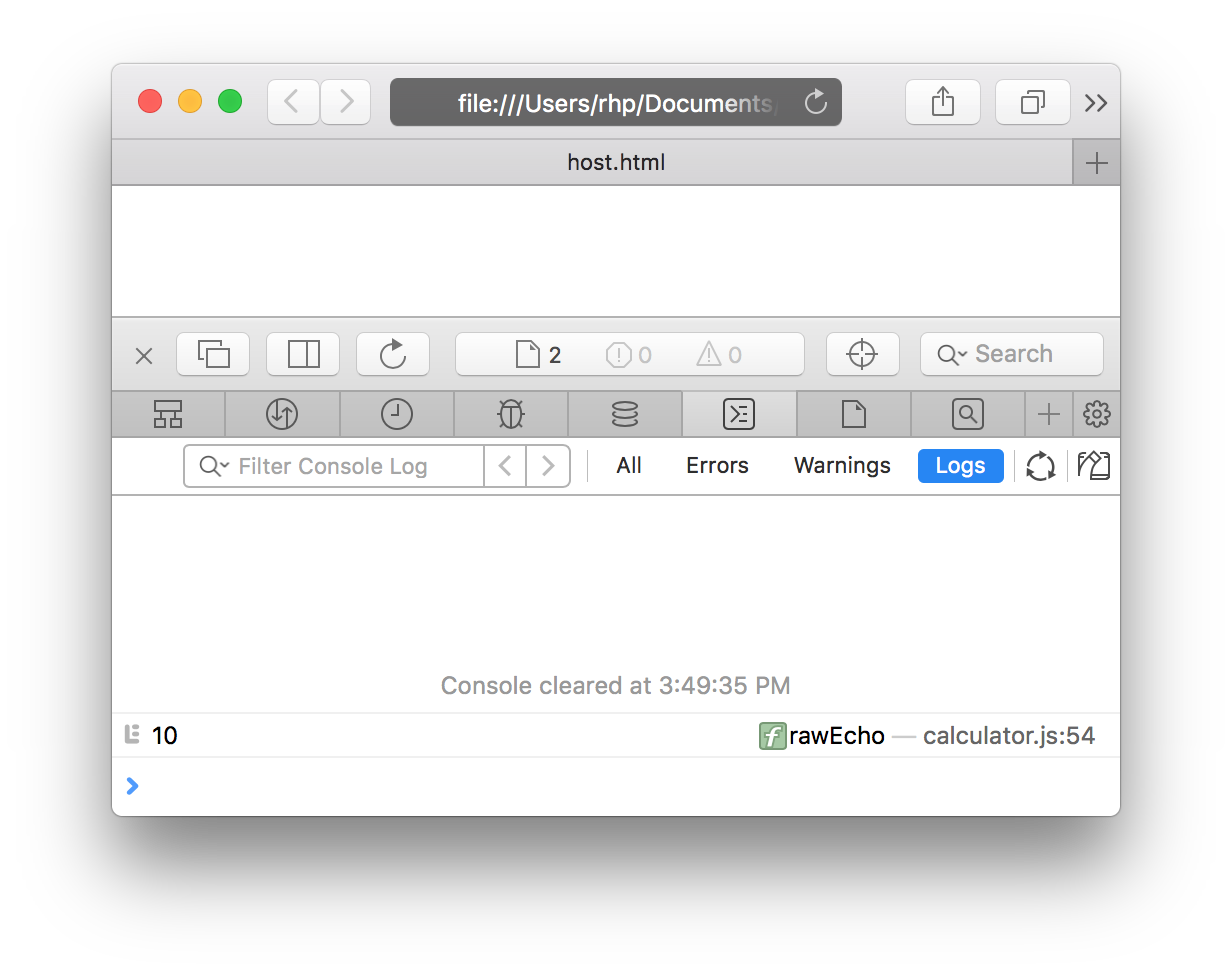 file:///Users/rhp/Documents/
host.html
2 0 0 Search
Filter Console Log All Errors Warnings Logs
Console cleared at 3:49:35 PM
10 f rawEcho — calculator.js:54